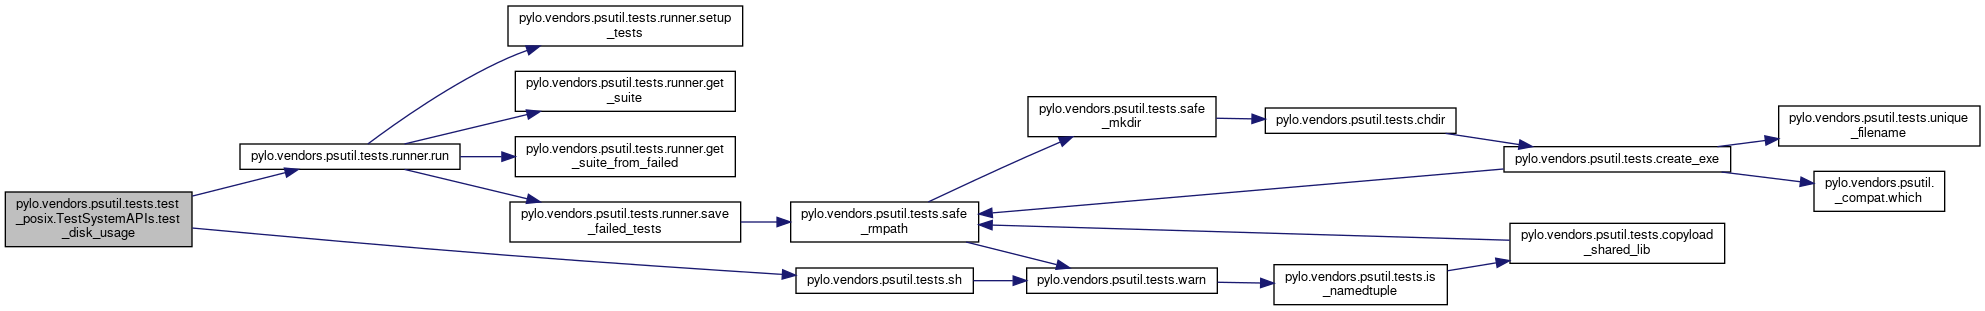 pylo.vendors.psutil.tests.test
_posix.TestSystemAPIs.test
_disk_usage
pylo.vendors.psutil.tests.runner.run
pylo.vendors.psutil.tests.runner.setup
_tests
pylo.vendors.psutil.tests.runner.get
_suite
pylo.vendors.psutil.tests.runner.get
_suite_from_failed
pylo.vendors.psutil.tests.runner.save
_failed_tests
pylo.vendors.psutil.tests.safe
_rmpath
pylo.vendors.psutil.tests.sh
pylo.vendors.psutil.tests.safe
_mkdir
pylo.vendors.psutil.tests.warn
pylo.vendors.psutil.tests.chdir
pylo.vendors.psutil.tests.is
_namedtuple
pylo.vendors.psutil.tests.create_exe
pylo.vendors.psutil.tests.copyload
_shared_lib
pylo.vendors.psutil.tests.unique
_filename
pylo.vendors.psutil.
_compat.which